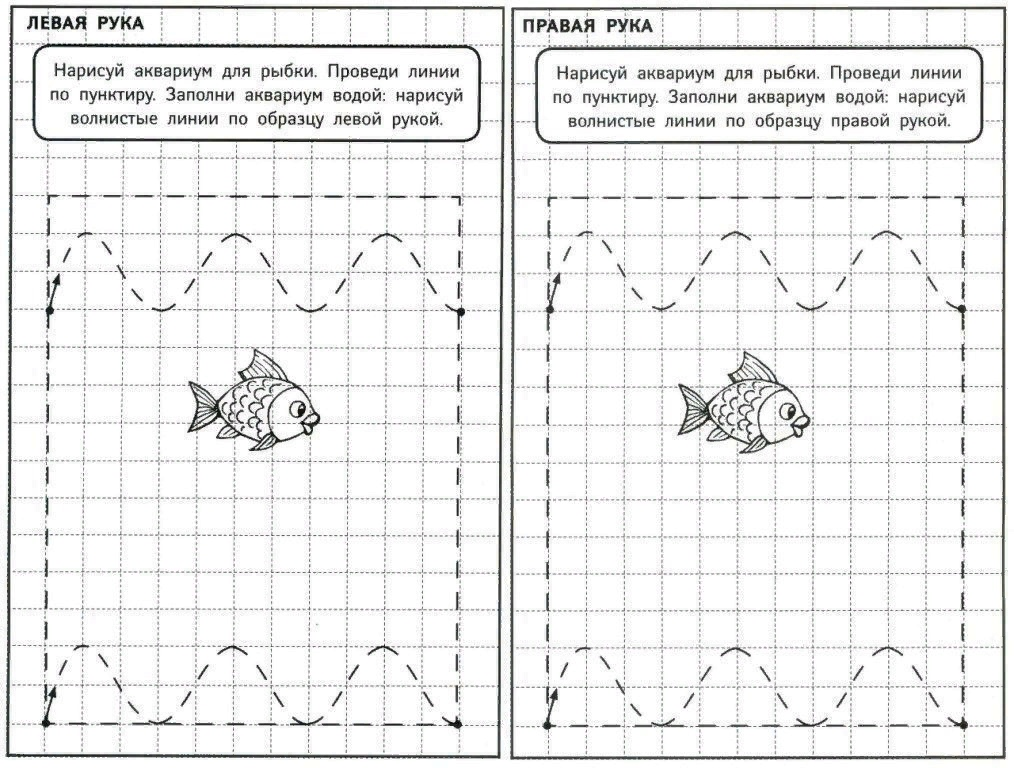 ЛЕВАЯ РУКА
Нарисуй аквариум для рыбки. Проведи линии
по пунктиру. Заполни аквариум водой: нарисуй
волнистые линии по образцу левой рукой.
ПРАВАЯ РУКА
Нарисуй аквариум для рыбки. Проведи линии
по пунктиру. Заполни аквариум водой: нарисуй
волнистые линии по образцу правой рукой.